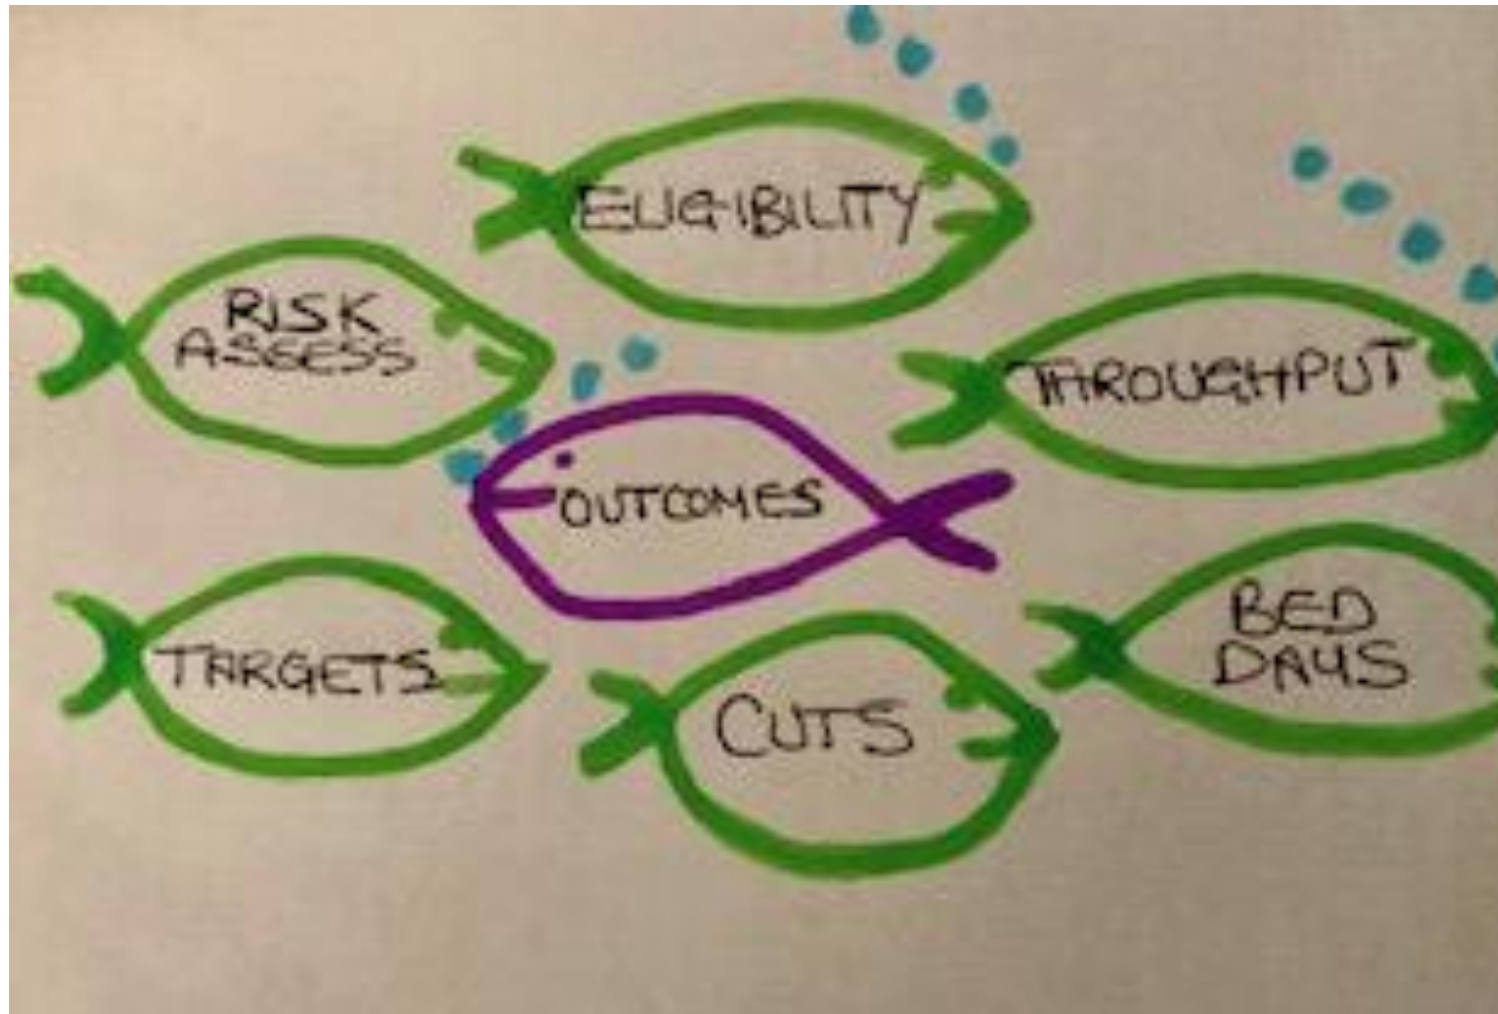 ELIGIBILITY
RISK
ASSESS
THROUGHPUT
OUTCOMES
BED
DAYS
TARGETS
CUTS